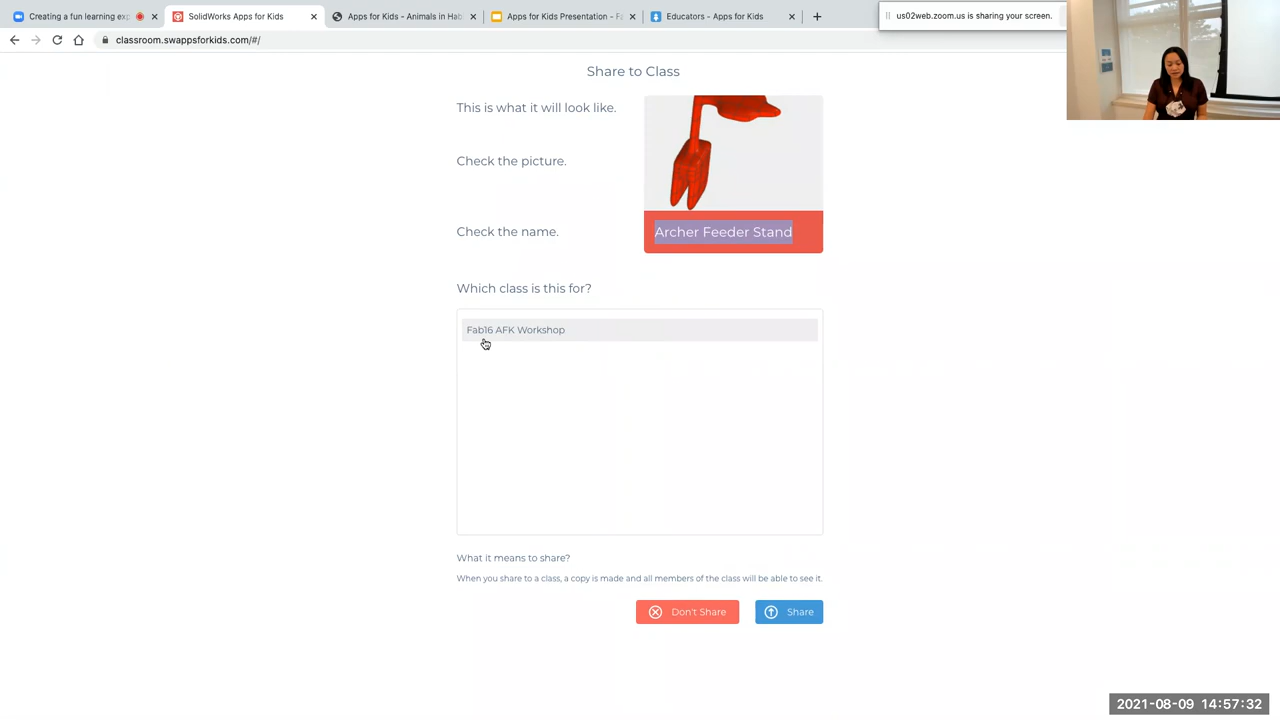 Creating a fun learning exp
SolidWorks Apps for Kids
Apps for Kids - Animals in Hab
Apps for Kids Presentation - Fa
Educators - Apps for Kids
us02web.zoom.us is sharing your screen.
classroom.swappsforkids.com/#/
Share to Class
This is what it will look like.
Check the picture.
Check the name.
Archer Feeder Stand
Which class is this for?
Fab16 AFK Workshop
What it means to share?
When you share to a class, a copy is made and all members of the class will be able to see it.
Don't Share
Share
2021-08-09 14:57:32